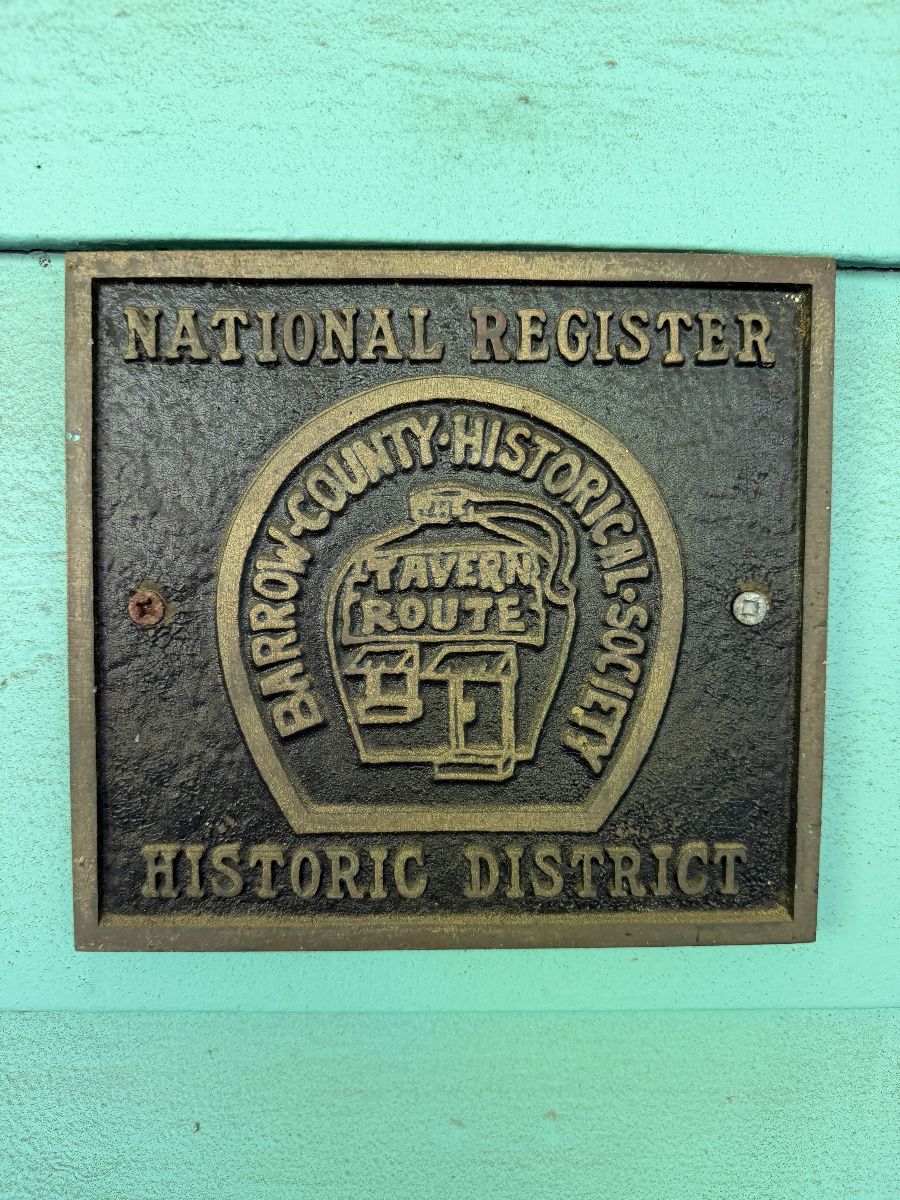 NATIONAL REGISTER
BARROW·COUNTY·HISTORICAL·SOCIETY
TAVERN
ROUTE
HISTORIC DISTRICT